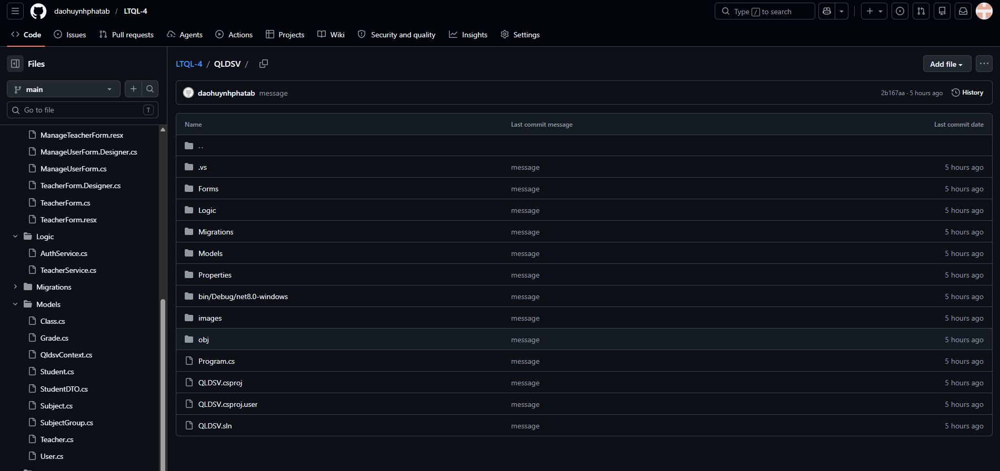 daohuynhphatab / LTQL-4
Type / to search
Code Issues Pull requests Agents Actions Projects Wiki Security and quality Insights Settings
Files
main
Go to file T
ManageTeacherForm.resx
ManageUserForm.Designer.cs
ManageUserForm.cs
TeacherForm.Designer.cs
TeacherForm.cs
TeacherForm.resx
Logic
AuthService.cs
TeacherService.cs
Migrations
Models
Class.cs
Grade.cs
QldsvContext.cs
Student.cs
StudentDTO.cs
Subject.cs
SubjectGroup.cs
Teacher.cs
User.cs
LTQL-4 / QLDSV /
Add file
daohuynhphatab message 2b167aa · 5 hours ago History
Name Last commit message Last commit date
..
.vs message 5 hours ago
Forms message 5 hours ago
Logic message 5 hours ago
Migrations message 5 hours ago
Models message 5 hours ago
Properties message 5 hours ago
bin/Debug/net8.0-windows message 5 hours ago
images message 5 hours ago
obj message 5 hours ago
Program.cs message 5 hours ago
QLDSV.csproj message 5 hours ago
QLDSV.csproj.user message 5 hours ago
QLDSV.sln message 5 hours ago